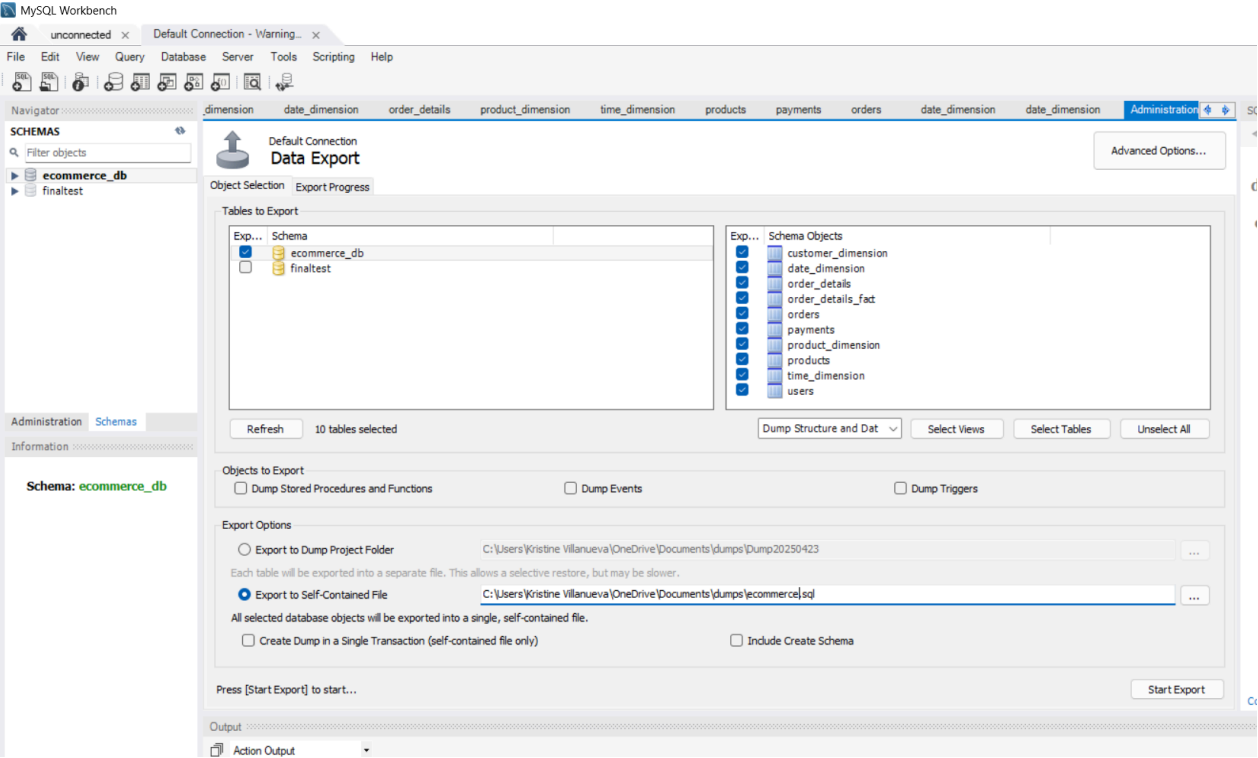 MySQL Workbench
unconnected × Default Connection - Warning... ×
File Edit View Query Database Server Tools Scripting Help
Navigator
SCHEMAS
Filter objects
ecommerce_db
finaltest
Administration Schemas
Information
Schema: ecommerce_db
_dimension date_dimension order_details product_dimension time_dimension products payments orders date_dimension date_dimension Administration
Default Connection
Data Export
Advanced Options...
Object Selection Export Progress
Tables to Export
Exp... Schema
ecommerce_db
finaltest
Exp... Schema Objects
customer_dimension
date_dimension
order_details
order_details_fact
orders
payments
product_dimension
products
time_dimension
users
Refresh 10 tables selected Dump Structure and Dat Select Views Select Tables Unselect All
Objects to Export
Dump Stored Procedures and Functions Dump Events Dump Triggers
Export Options
Export to Dump Project Folder C:\Users\Kristine Villanueva\OneDrive\Documents\dumps\Dump20250423 ...
Each table will be exported into a separate file. This allows a selective restore, but may be slower.
Export to Self-Contained File C:\Users\Kristine Villanueva\OneDrive\Documents\dumps\ecommerce.sql ...
All selected database objects will be exported into a single, self-contained file.
Create Dump in a Single Transaction (self-contained file only) Include Create Schema
Press [Start Export] to start... Start Export
Output
Action Output